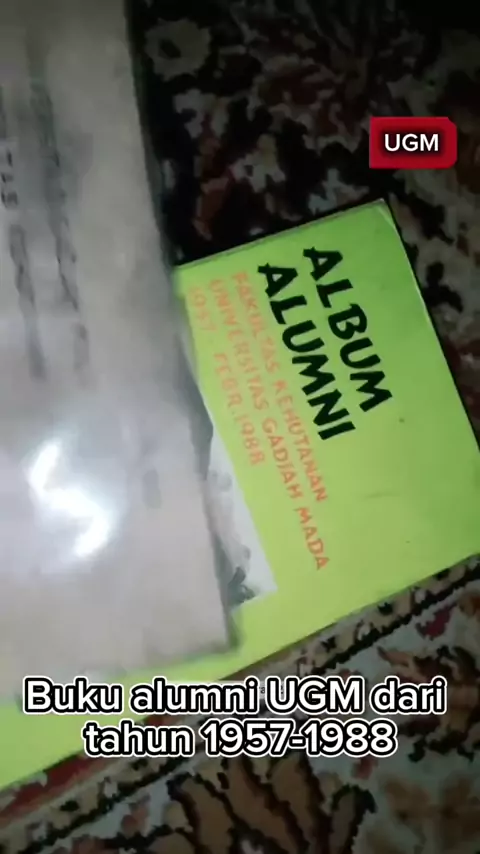 UGM
ALBUM
ALUMNI
FAKULTAS KEHUTANAN
UNIVERSITAS GADJAH MADA
1957 - FEBR. 1988
Buku alumni UGM dari
tahun 1957-1988